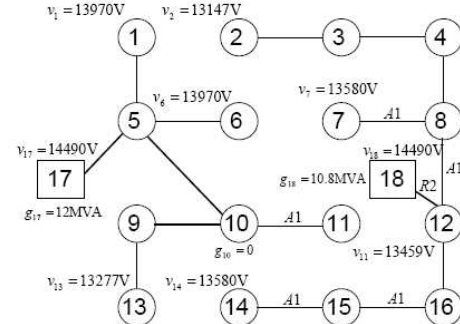 v₁ = 13970V v₂ = 13147V
1 2 3 4
v₆ = 13970V v₇ = 13580V
5 6 7 A1 8
v₁₇ = 14490V v₁₈ = 14490V A1
17 g₁₈ = 10.8MVA 18 R2
g₁₇ = 12MVA
9 10 A1 11 12
g₁₀ = 0 v₁₁ = 13459V
v₁₃ = 13277V v₁₄ = 13580V
13 14 A1 15 A1 16